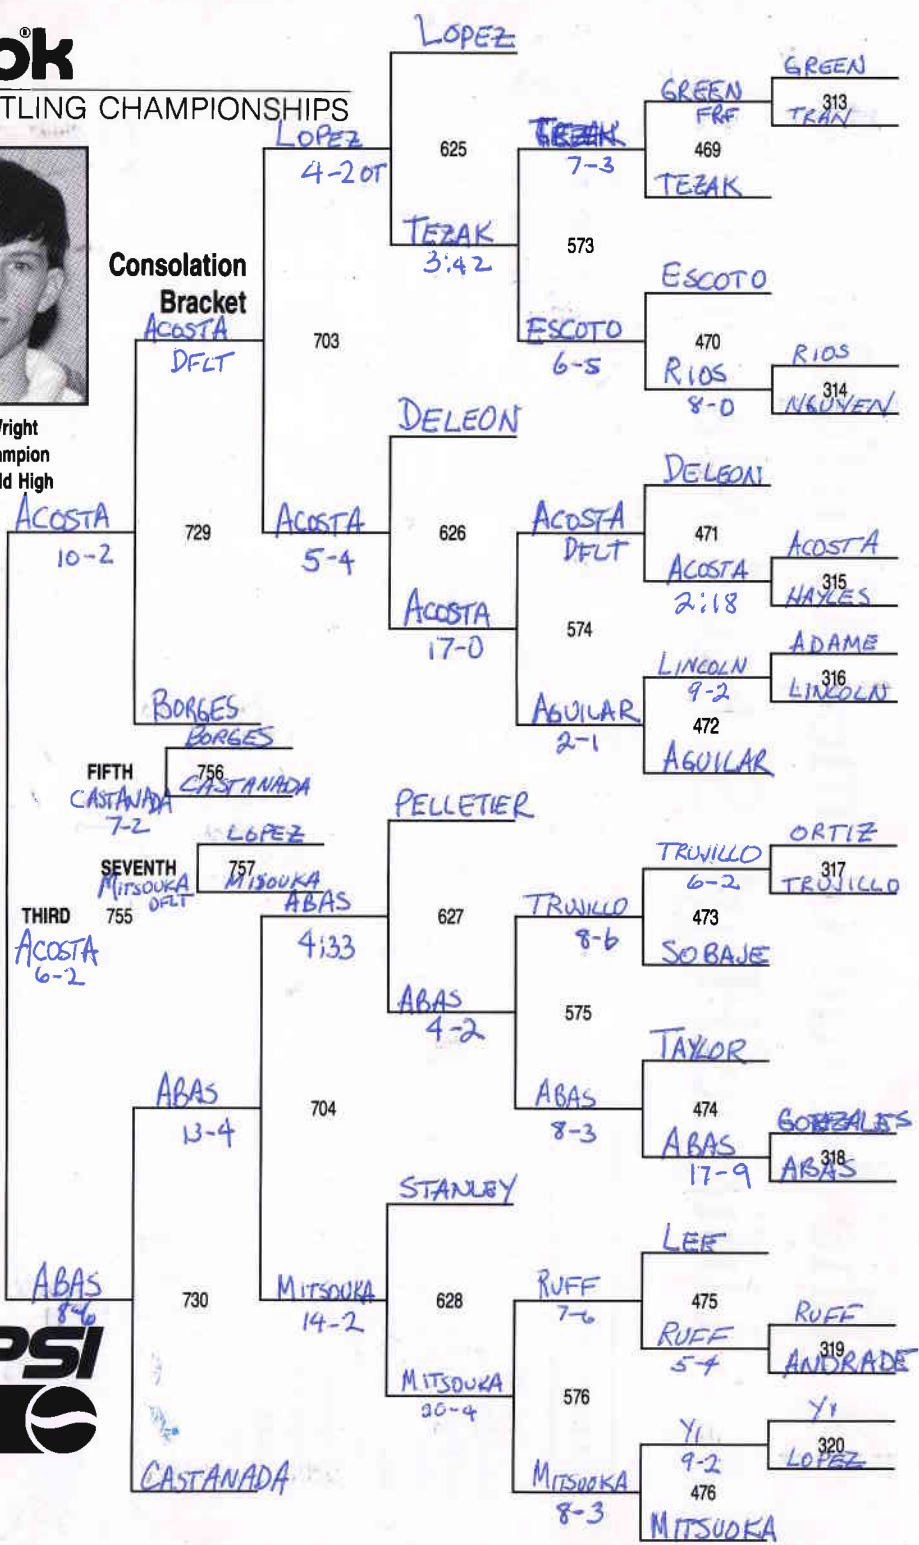 ok®
TLING CHAMPIONSHIPS
Consolation
Bracket
Wright
ampion
ld High
ACOSTA
10-2
ACOSTA
DFLT
729
BORGES
LOPEZ
4-2 OT
703
ACOSTA
5-4
LOPEZ
625
TEZAK
3:42
DELEON
626
ACOSTA
17-0
TEZAK
7-3
573
ESCOTO
6-5
ACOSTA
DFLT
574
AGUILAR
2-1
GREEN
FRF
469
TEZAK
ESCOTO
470
RIOS
8-0
DELEON
471
ACOSTA
2:18
LINCOLN
9-2
472
AGUILAR
GREEN
313
TRAN
RIOS
314
NGUYEN
ACOSTA
315
HAYLES
ADAME
316
LINCOLN
FIFTH
CASTANADA
7-2
BORGES
756
CASTANADA
SEVENTH
MITSOUKA
DFLT
LOPEZ
757
MISOUKA
THIRD
ACOSTA
6-2
755
ABAS
8-6
ABAS
13-4
730
CASTANADA
ABAS
4:33
704
MITSOUKA
14-2
PELLETIER
627
ABAS
4-2
STANLEY
628
MITSOUKA
20-4
TRUJILLO
8-6
575
ABAS
8-3
RUFF
7-6
576
MITSOOKA
8-3
TRUJILLO
6-2
473
SOBAJE
TAYLOR
474
ABAS
17-9
LEE
475
RUFF
5-4
YI
9-2
476
MITSUOKA
ORTIZ
317
TRUJILLO
GONZALES
318
ABAS
RUFF
319
ANDRADE
YI
320
LOPEZ
PSI